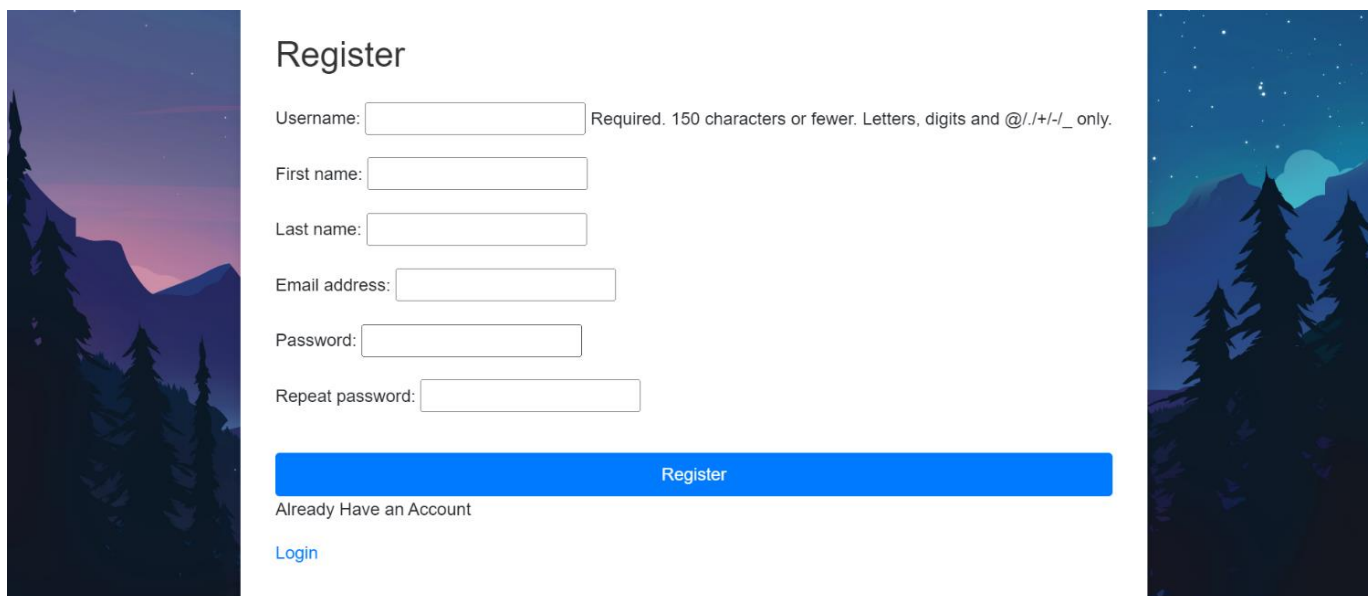 Register
Username: Required. 150 characters or fewer. Letters, digits and @/./+/-/_ only.
First name:
Last name:
Email address:
Password:
Repeat password:
Register
Already Have an Account
Login